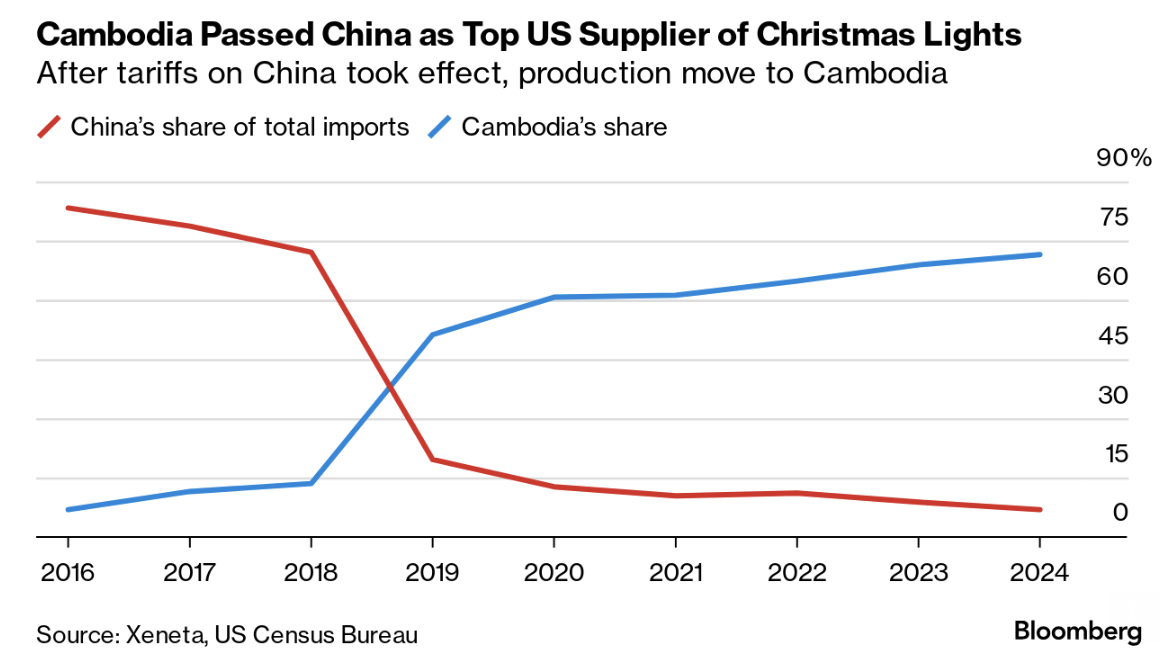 Cambodia Passed China as Top US Supplier of Christmas Lights
After tariffs on China took effect, production move to Cambodia
China’s share of total imports Cambodia’s share
90%
75
60
45
30
15
0
2016 2017 2018 2019 2020 2021 2022 2023 2024
Source: Xeneta, US Census Bureau
Bloomberg